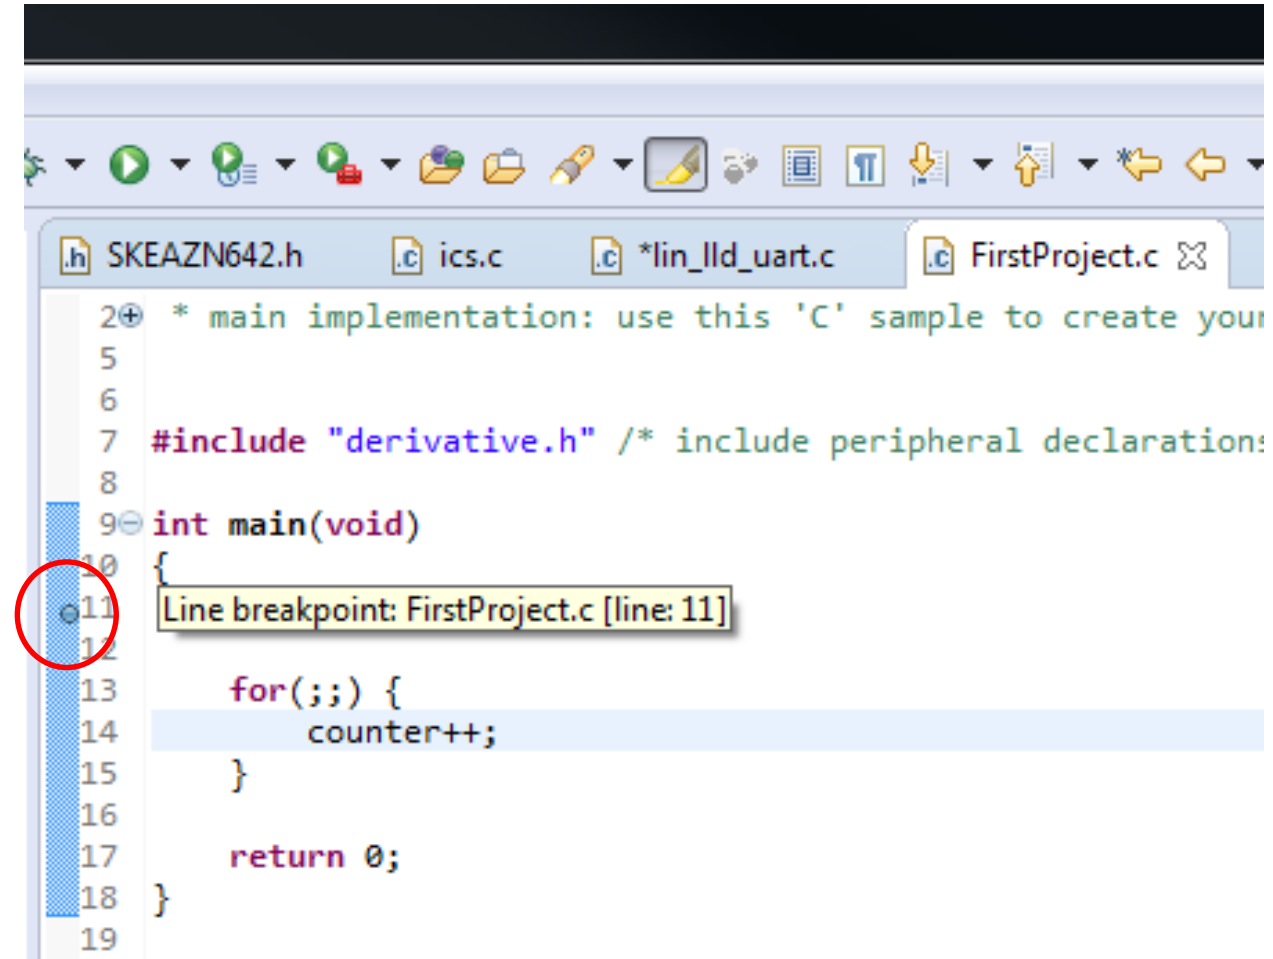 SKEAZN642.h ics.c *lin_lld_uart.c FirstProject.c
2 * main implementation: use this 'C' sample to create your
5
6
7 #include "derivative.h" /* include peripheral declarations
8
9 int main(void)
10 {
11 Line breakpoint: FirstProject.c [line: 11]
12
13 for(;;) {
14 counter++;
15 }
16
17 return 0;
18 }
19